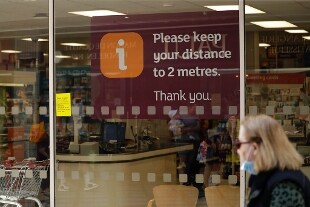 i
Please keep
your distance
to 2 metres.
Thank you.